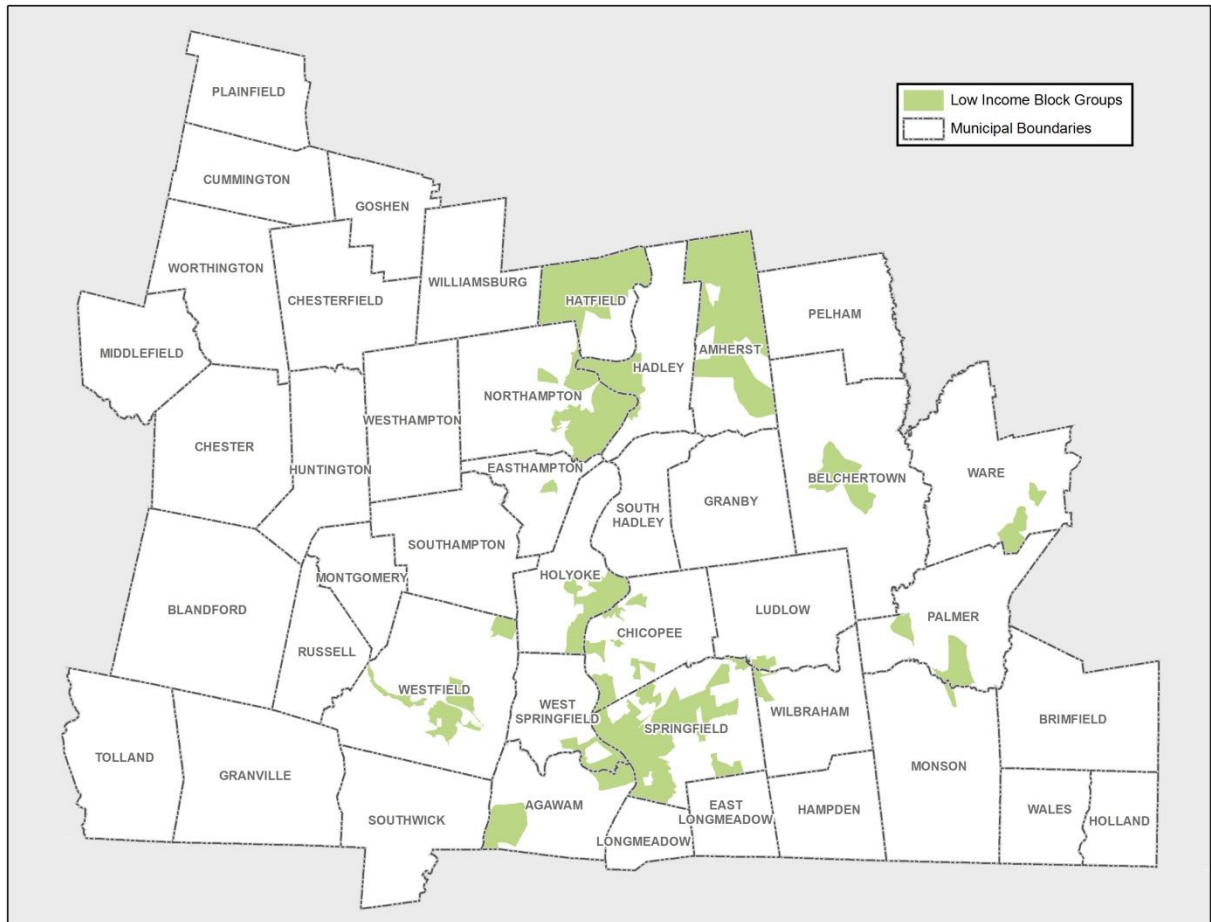 PLAINFIELD
Low Income Block Groups
Municipal Boundaries
CUMMINGTON
GOSHEN
WORTHINGTON
CHESTERFIELD
WILLIAMSBURG
HATFIELD
PELHAM
MIDDLEFIELD
AMHERST
HADLEY
NORTHAMPTON
WESTHAMPTON
CHESTER
HUNTINGTON
EASTHAMPTON
BELCHERTOWN
WARE
SOUTH
HADLEY
GRANBY
SOUTHAMPTON
MONTGOMERY
HOLYOKE
BLANDFORD
LUDLOW
PALMER
CHICOPEE
RUSSELL
WESTFIELD
WEST
SPRINGFIELD
SPRINGFIELD
WILBRAHAM
BRIMFIELD
TOLLAND
GRANVILLE
MONSON
AGAWAM
SOUTHWICK
EAST
LONGMEADOW
HAMPDEN
WALES
HOLLAND
LONGMEADOW